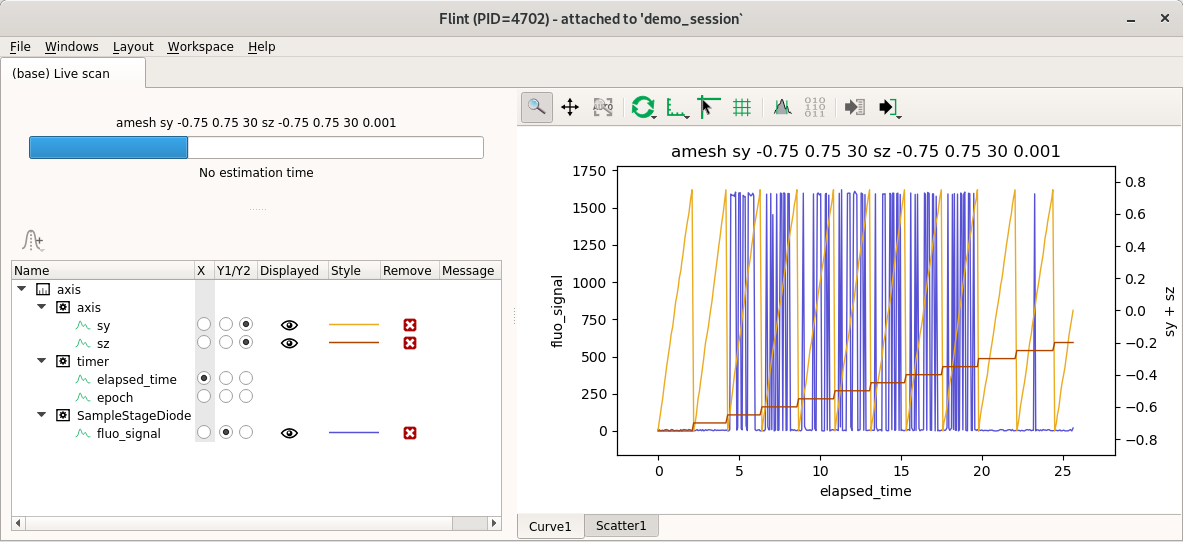 Flint (PID=4702) - attached to 'demo_session`
File Windows Layout Workspace Help
(base) Live scan
amesh sy -0.75 0.75 30 sz -0.75 0.75 30 0.001
No estimation time
Name X Y1/Y2 Displayed Style Remove Message
axis
axis
sy
sz
timer
elapsed_time
epoch
SampleStageDiode
fluo_signal
AUTO
010
110
011
amesh sy -0.75 0.75 30 sz -0.75 0.75 30 0.001
fluo_signal
1750
1500
1250
1000
750
500
250
0
0.8
0.6
0.4
0.2
0.0
−0.2
−0.4
−0.6
−0.8
sy + sz
0 5 10 15 20 25
elapsed_time
Curve1 Scatter1